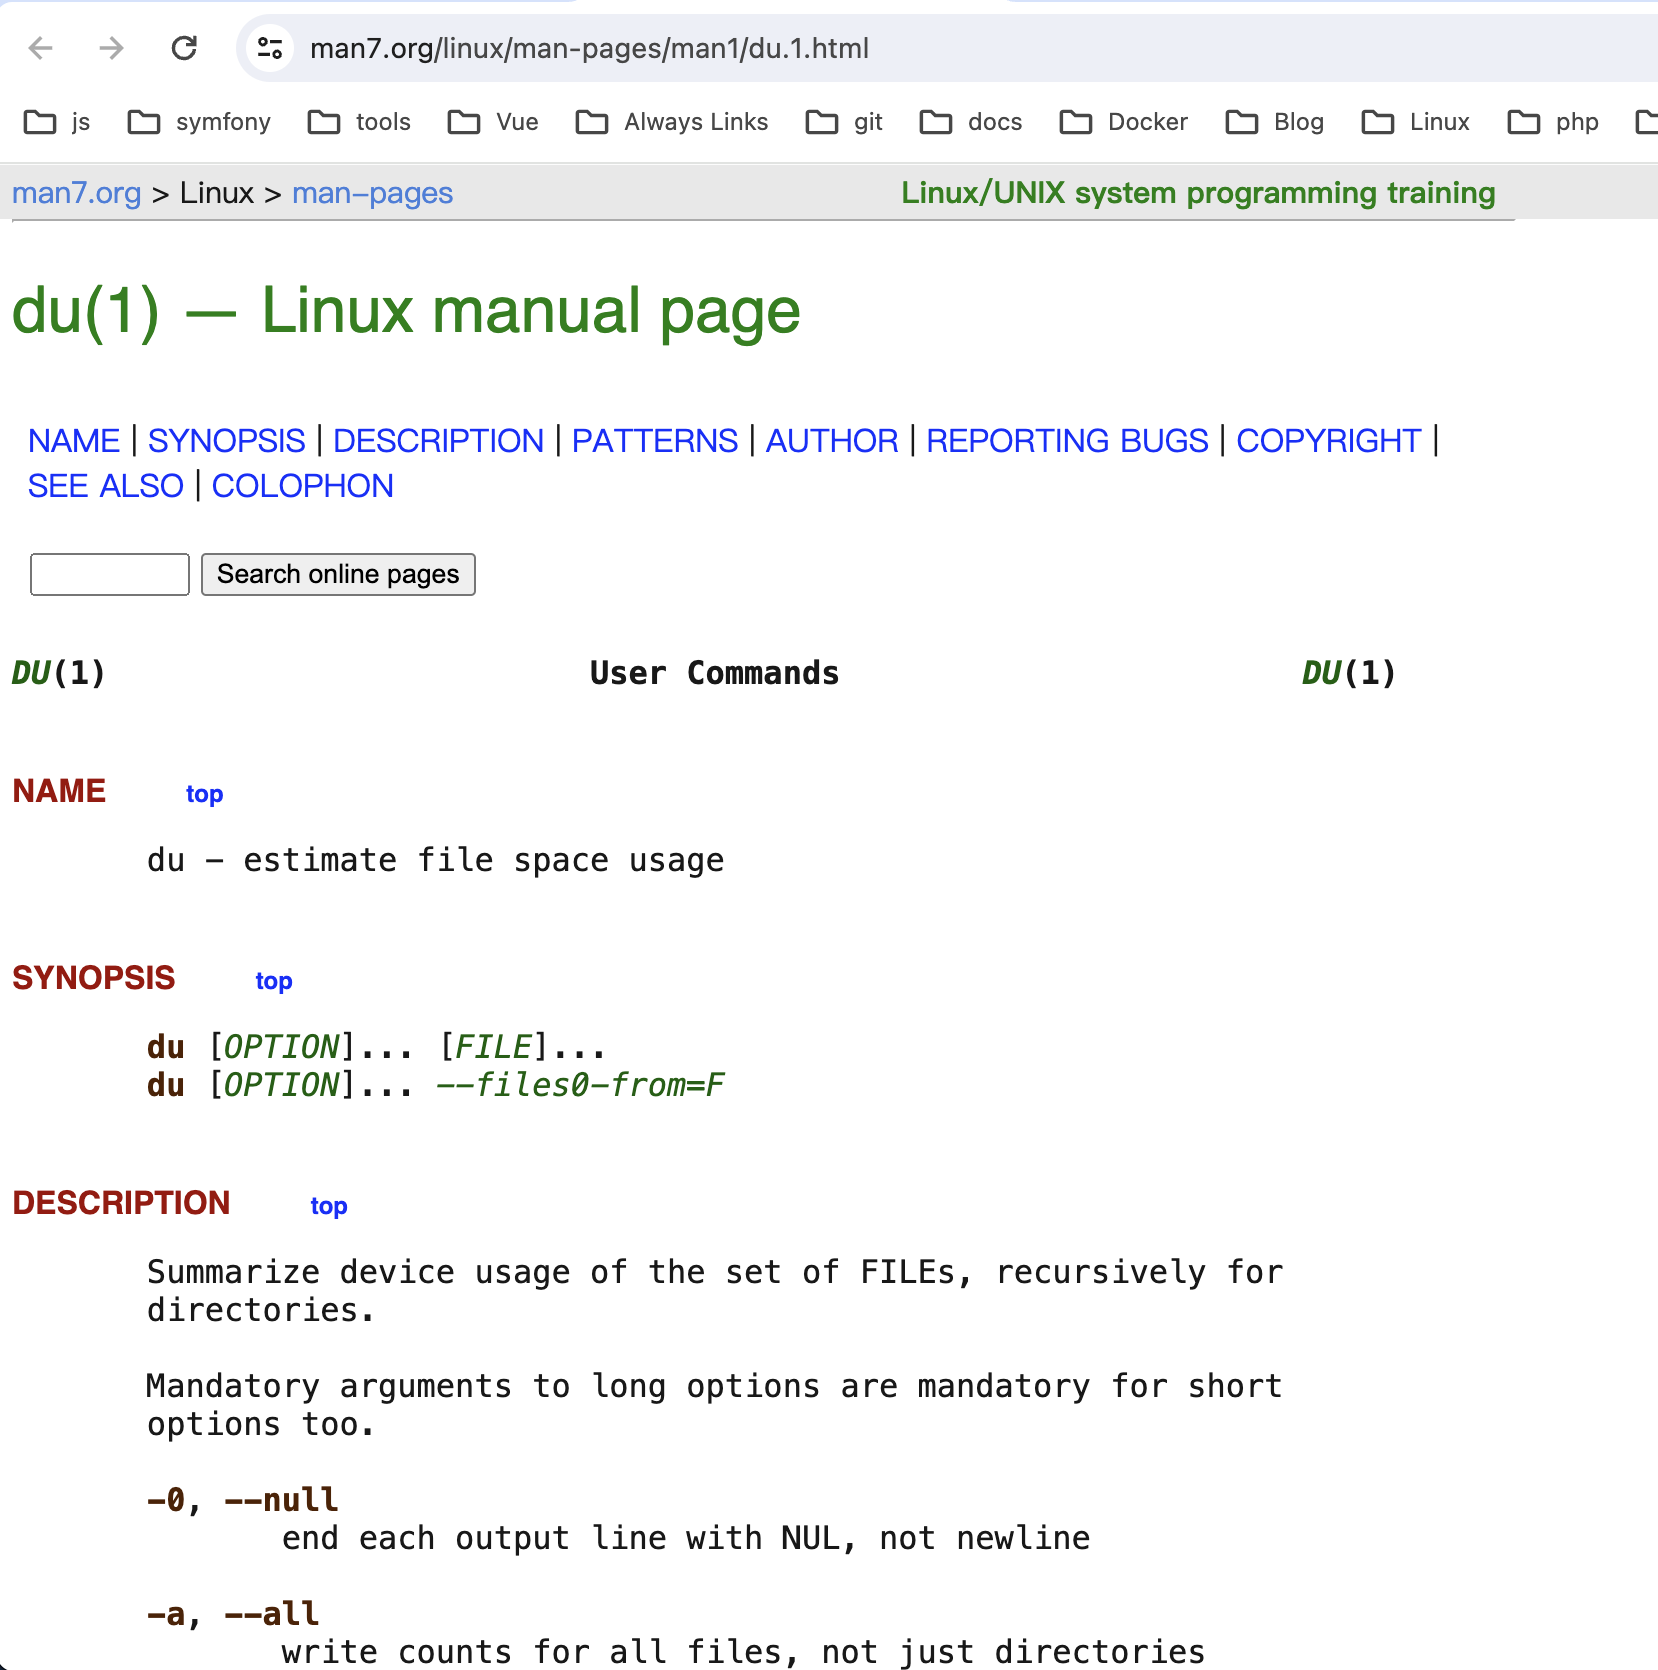 man7.org/linux/man-pages/man1/du.1.html
js symfony tools Vue Always Links git docs Docker Blog Linux php
man7.org > Linux > man-pages Linux/UNIX system programming training
du(1) — Linux manual page
NAME | SYNOPSIS | DESCRIPTION | PATTERNS | AUTHOR | REPORTING BUGS | COPYRIGHT |
SEE ALSO | COLOPHON
Search online pages
DU(1) User Commands DU(1)
NAME top
du - estimate file space usage
SYNOPSIS top
du [OPTION]... [FILE]...
du [OPTION]... --files0-from=F
DESCRIPTION top
Summarize device usage of the set of FILEs, recursively for
directories.
Mandatory arguments to long options are mandatory for short
options too.
-0, --null
end each output line with NUL, not newline
-a, --all
write counts for all files, not just directories